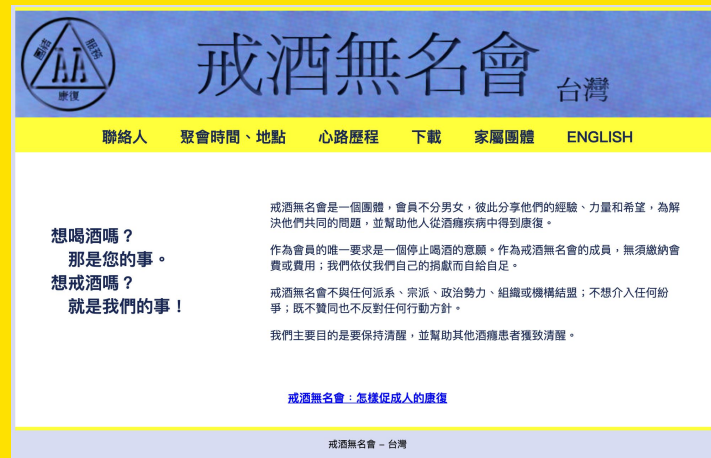 團結
服務
AA
康復
戒酒無名會 台灣
聯絡人 聚會時間、地點 心路歷程 下載 家屬團體 ENGLISH
想喝酒嗎？
那是您的事。
想戒酒嗎？
就是我們的事！
戒酒無名會是一個團體，會員不分男女，彼此分享他們的經驗、力量和希望，為解
決他們共同的問題，並幫助他人從酒癮疾病中得到康復。
作為會員的唯一要求是一個停止喝酒的意願。作為戒酒無名會的成員，無須繳納會
費或費用；我們依仗我們自己的捐獻而自給自足。
戒酒無名會不與任何派系、宗派、政治勢力、組織或機構結盟；不想介入任何紛
爭；既不贊同也不反對任何行動方針。
我們主要目的是要保持清醒，並幫助其他酒癮患者獲致清醒。
戒酒無名會：怎樣促成人的康復
戒酒無名會 – 台灣